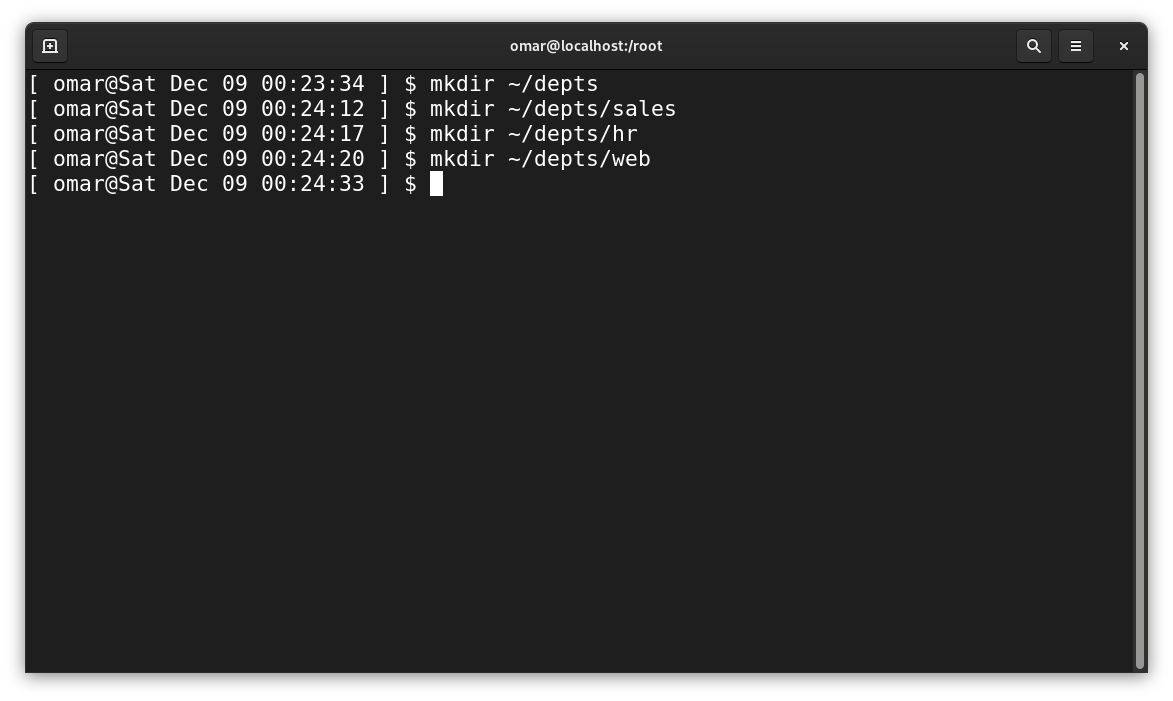 omar@localhost:/root
[ omar@Sat Dec 09 00:23:34 ] $ mkdir ~/depts
[ omar@Sat Dec 09 00:24:12 ] $ mkdir ~/depts/sales
[ omar@Sat Dec 09 00:24:17 ] $ mkdir ~/depts/hr
[ omar@Sat Dec 09 00:24:20 ] $ mkdir ~/depts/web
[ omar@Sat Dec 09 00:24:33 ] $